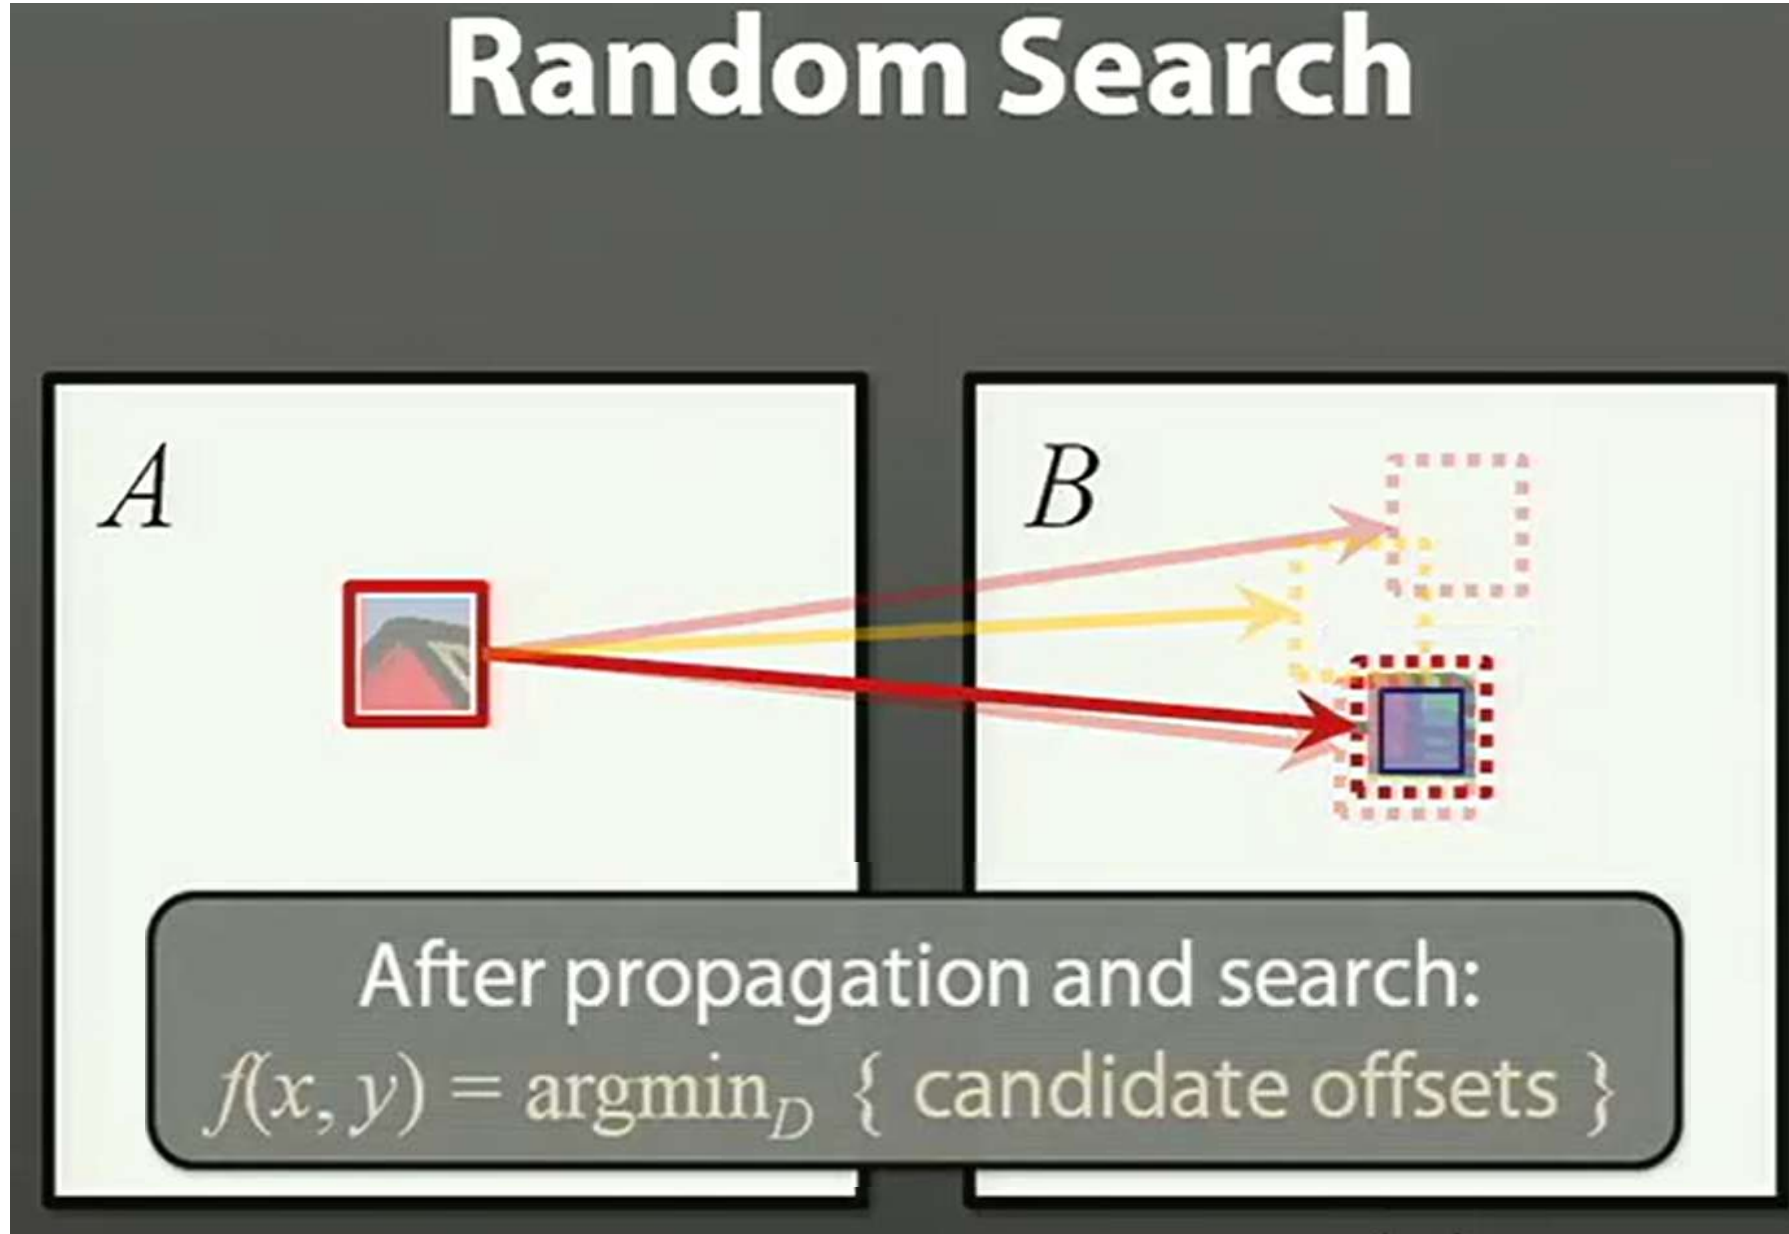 Random Search
A
B
After propagation and search:
f(x, y) = argmin_D { candidate offsets }